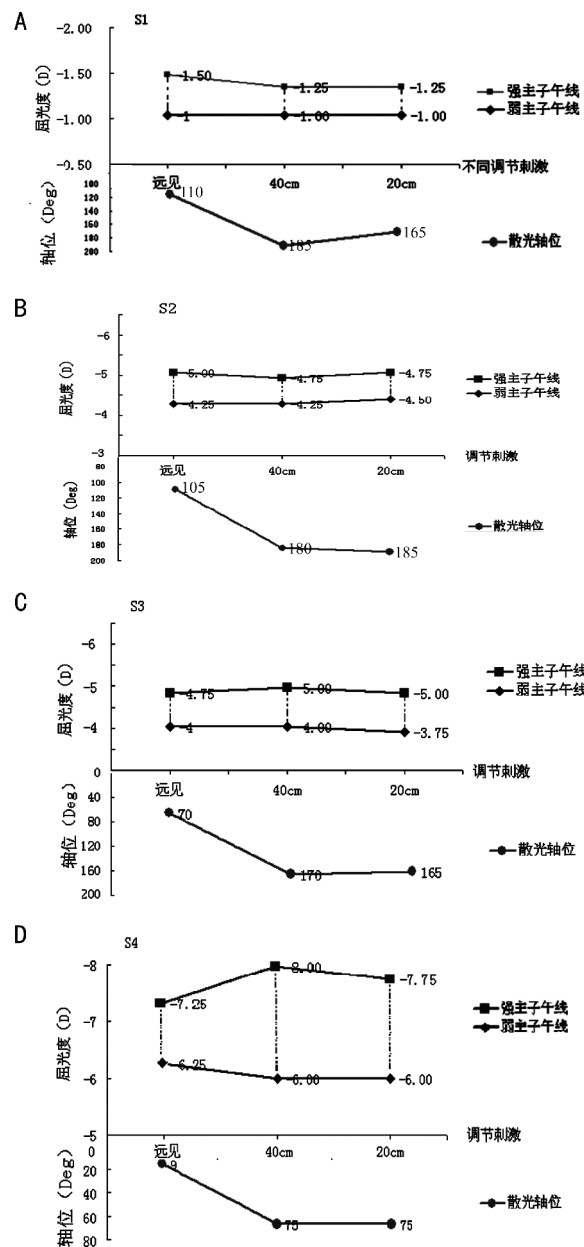 A
S1
-2.00
-1.50
-1.00
-0.50
屈光度(D)
-1.50
-1.25
-1.25
-1
-1.00
-1.00
强主子午线
弱主子午线
不同调节刺激
远见
40cm
20cm
轴位(Deg)
100
120
140
160
180
200
110
185
165
散光轴位
B
S2
-6
-5
-4
-3
屈光度(D)
-5.00
-4.75
-4.75
-4.25
-4.25
-4.50
强主子午线
弱主子午线
调节刺激
远见
40cm
20cm
轴位(Deg)
80
100
120
140
160
180
200
105
180
185
散光轴位
C
S3
-6
-5
-4
0
屈光度(D)
-4.75
-5.00
-5.00
-4
-4.00
-3.75
强主子午线
弱主子午线
调节刺激
远见
40cm
20cm
轴位(Deg)
40
80
120
160
200
70
170
165
散光轴位
D
S4
-8
-7
-6
-5
屈光度(D)
-7.25
-8.00
-7.75
-6.25
-6.00
-6.00
强主子午线
弱主子午线
调节刺激
远见
40cm
20cm
轴位(Deg)
0
20
40
60
80
9
75
75
散光轴位